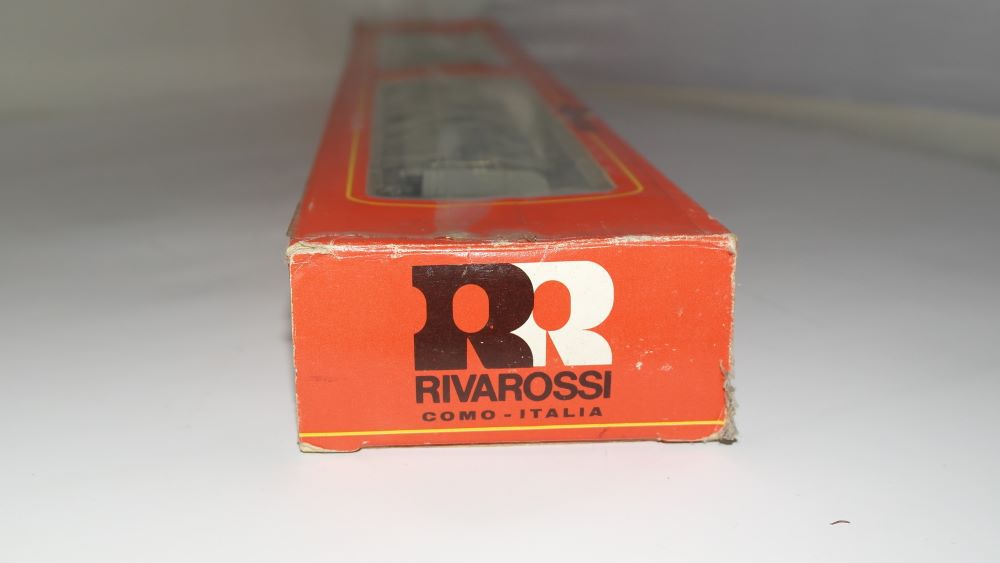 RR
RIVAROSSI
COMO - ITALIA